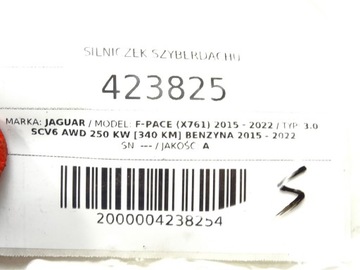 SILNICZEK SZYBERDACHU
423825
MARKA: JAGUAR / MODEL: F-PACE (X761) 2015 - 2022 / TYP: 3.0
SCV6 AWD 250 KW [340 KM] BENZYNA 2015 - 2022
SN: --- / JAKOŚĆ: A
2000004238254
S